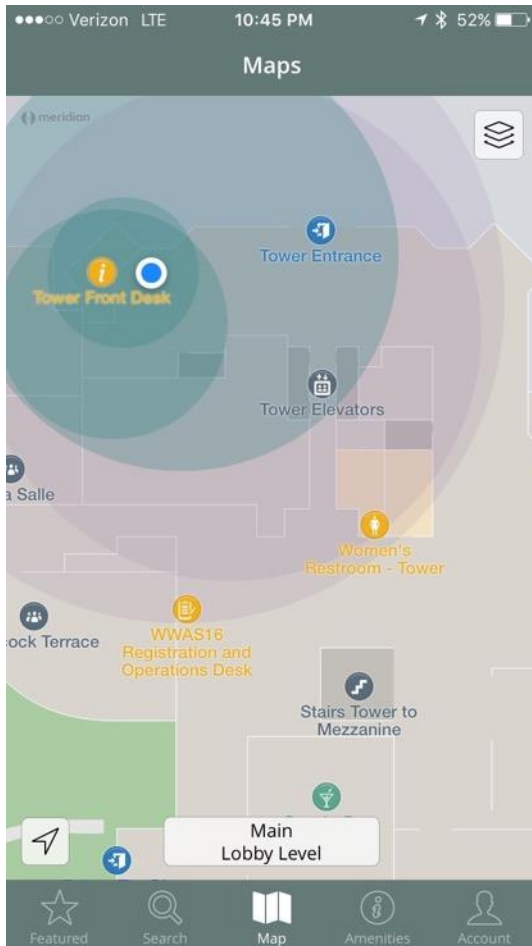 Verizon LTE 10:45 PM 52%
Maps
meridian
Tower Entrance
Tower Front Desk
Tower Elevators
a Salle
Women's
Restroom - Tower
WWAS16
Registration and
Operations Desk
cock Terrace
Stairs Tower to
Mezzanine
Main
Lobby Level
Featured
Search
Map
Amenities
Account